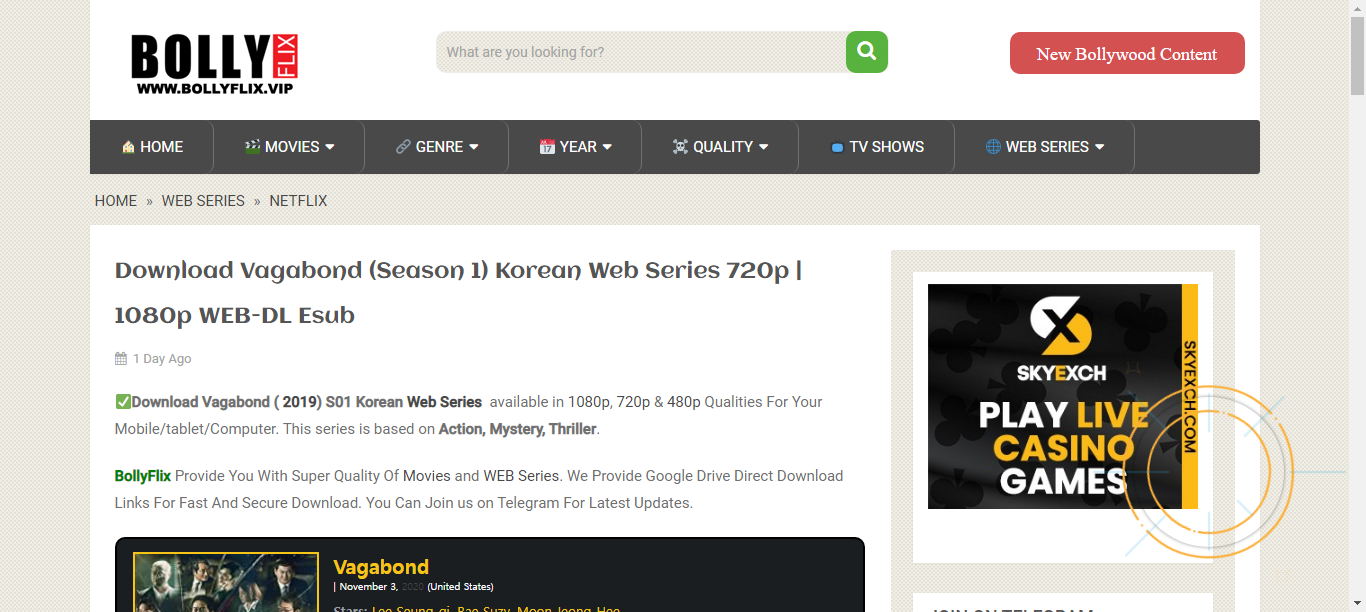 BOLLY FLIX
WWW.BOLLYFLIX.VIP
What are you looking for?
New Bollywood Content
HOME MOVIES GENRE YEAR QUALITY TV SHOWS WEB SERIES
HOME » WEB SERIES » NETFLIX
Download Vagabond (Season 1) Korean Web Series 720p |
1080p WEB-DL Esub
1 Day Ago
✅Download Vagabond ( 2019) S01 Korean Web Series available in 1080p, 720p & 480p Qualities For Your
Mobile/tablet/Computer. This series is based on Action, Mystery, Thriller.
BollyFlix Provide You With Super Quality Of Movies and WEB Series. We Provide Google Drive Direct Download
Links For Fast And Secure Download. You Can Join us on Telegram For Latest Updates.
Vagabond
| November 3, 2020 (United States)
Stars: Lee Seung-gi, Bae Suzy, Moon Jeong-Hee
SKYEXCH
PLAY LIVE
CASINO
GAMES
SKYEXCH.COM
JOIN ON TELEGRAM